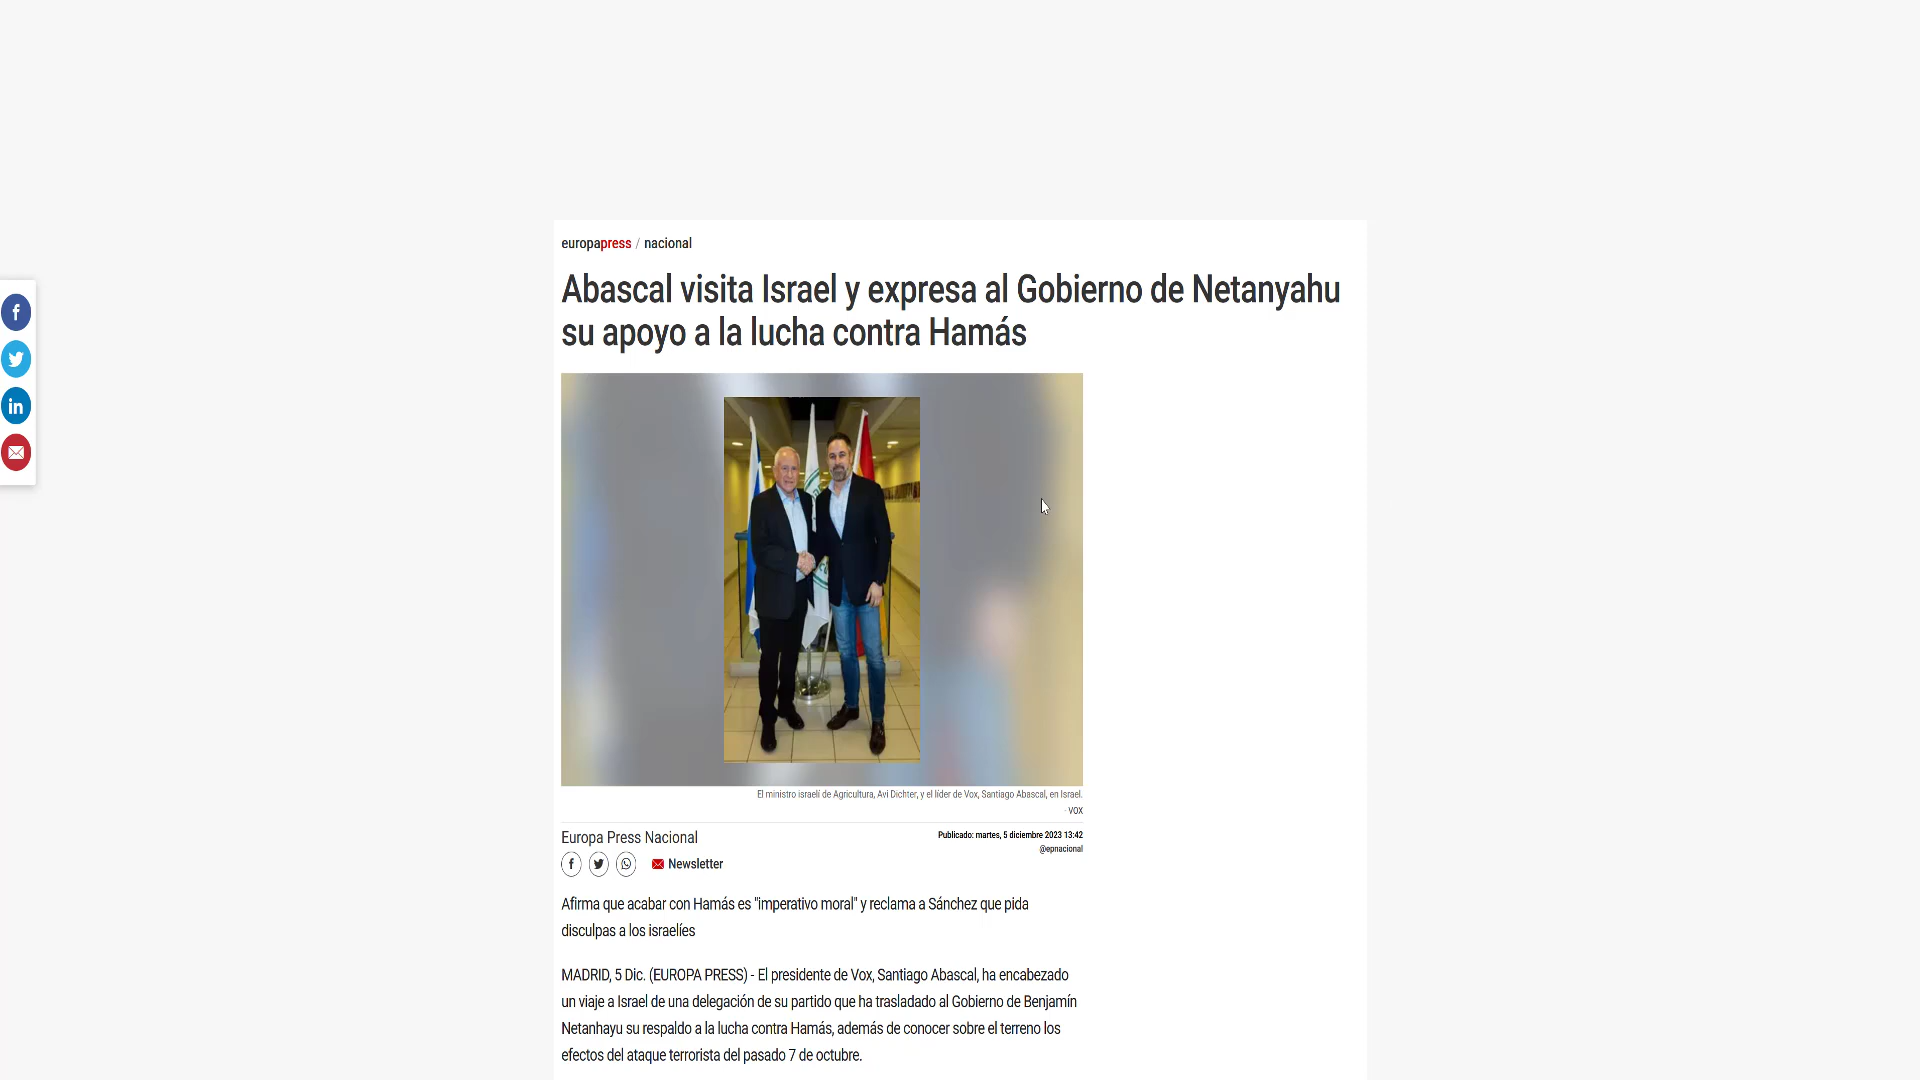 europapress / nacional
Abascal visita Israel y expresa al Gobierno de Netanyahu
su apoyo a la lucha contra Hamás
El ministro israelí de Agricultura, Avi Dichter, y el líder de Vox, Santiago Abascal, en Israel.
- VOX
Europa Press Nacional
Publicado: martes, 5 diciembre 2023 13:42
@epnacional
Newsletter
Afirma que acabar con Hamás es "imperativo moral" y reclama a Sánchez que pida
disculpas a los israelíes
MADRID, 5 Dic. (EUROPA PRESS) - El presidente de Vox, Santiago Abascal, ha encabezado
un viaje a Israel de una delegación de su partido que ha trasladado al Gobierno de Benjamín
Netanhayu su respaldo a la lucha contra Hamás, además de conocer sobre el terreno los
efectos del ataque terrorista del pasado 7 de octubre.